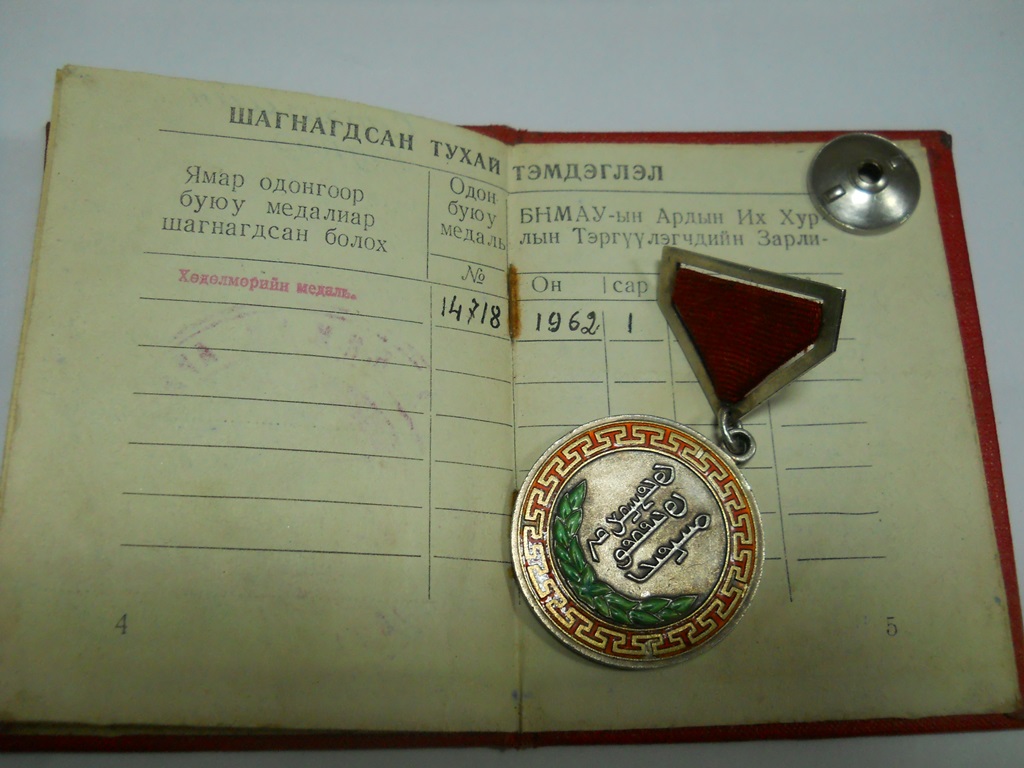 ШАГНАГДСАН ТУХАЙ ТЭМДЭГЛЭЛ
Ямар одонгоор
буюу медалиар
шагнагдсан болох
Одон
буюу
медаль
№
БНМАУ-ын Ардын Их Хур-
лын Тэргүүлэгчдийн Зарли-
Он
сар
Хөдөлмөрийн медаль.
14718
1962
1
4
5